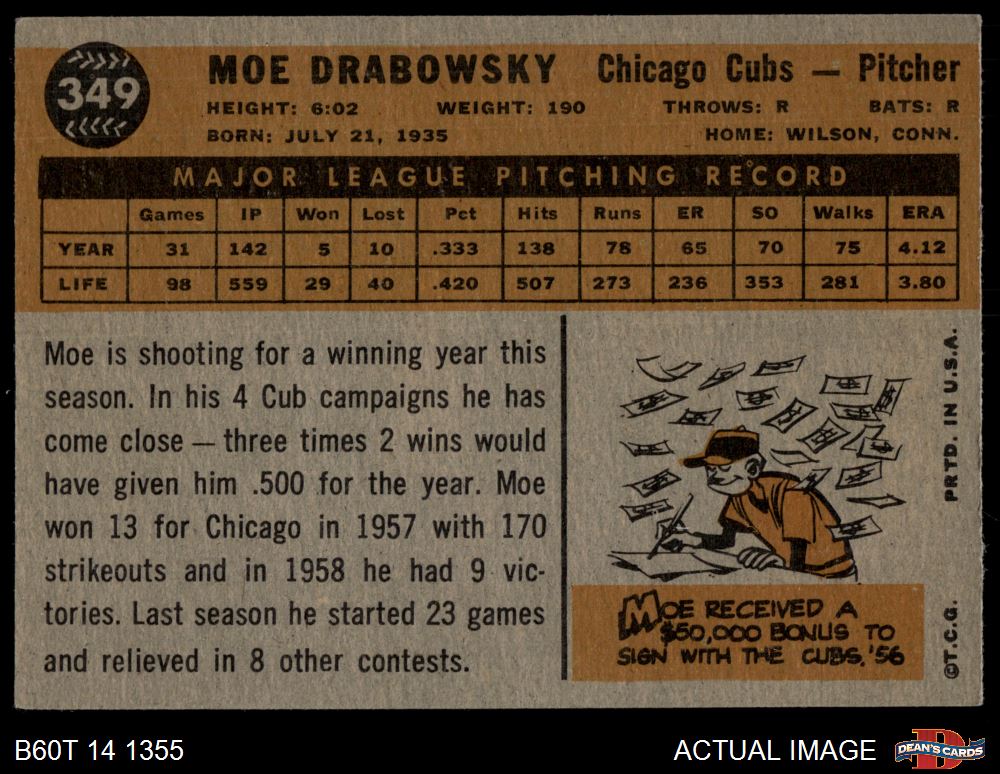 349
MOE DRABOWSKY Chicago Cubs — Pitcher
HEIGHT: 6:02 WEIGHT: 190 THROWS: R BATS: R
BORN: JULY 21, 1935 HOME: WILSON, CONN.
MAJOR LEAGUE PITCHING RECORD
Games IP Won Lost Pct Hits Runs ER SO Walks ERA
YEAR 31 142 5 10 .333 138 78 65 70 75 4.12
LIFE 98 559 29 40 .420 507 273 236 353 281 3.80
Moe is shooting for a winning year this
season. In his 4 Cub campaigns he has
come close — three times 2 wins would
have given him .500 for the year. Moe
won 13 for Chicago in 1957 with 170
strikeouts and in 1958 he had 9 vic-
tories. Last season he started 23 games
and relieved in 8 other contests.
MOE RECEIVED A
$50,000 BONUS TO
SIGN WITH THE CUBS, '56
PRTD. IN U.S.A.
©T.C.G.
B60T 14 1355
ACTUAL IMAGE
D
DEAN'S CARDS